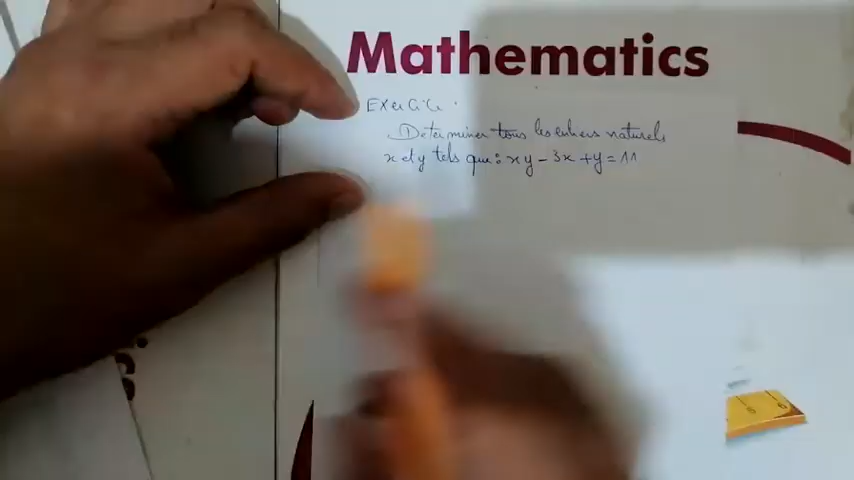 Mathematics
Exercice.
Déterminer tous les entiers naturels
x et y tels que : xy - 3x + y = 11